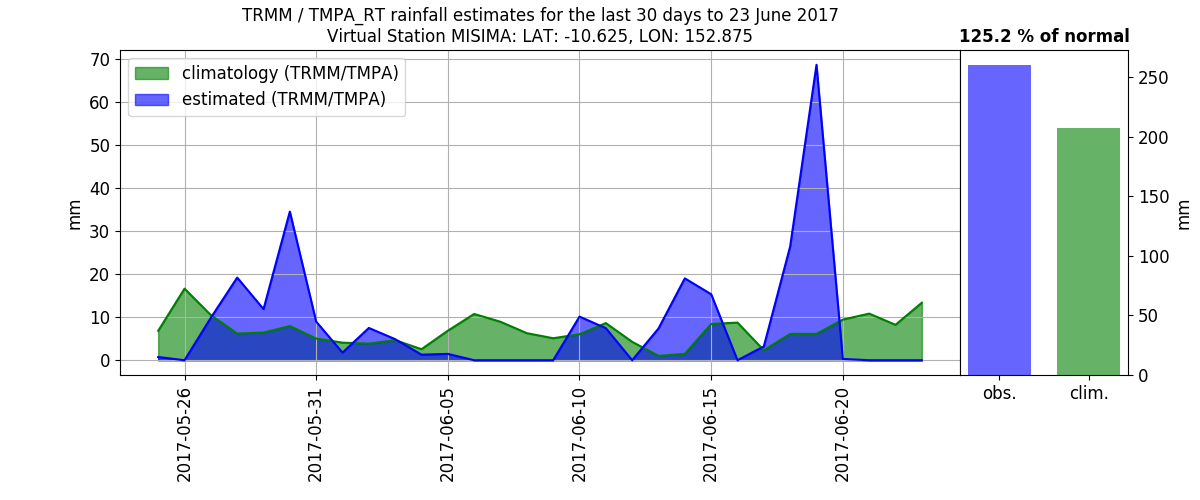 TRMM / TMPA_RT rainfall estimates for the last 30 days to 23 June 2017
Virtual Station MISIMA: LAT: -10.625, LON: 152.875
125.2 % of normal
climatology (TRMM/TMPA)
estimated (TRMM/TMPA)
70
60
50
40
30
20
10
0
mm
2017-05-26
2017-05-31
2017-06-05
2017-06-10
2017-06-15
2017-06-20
250
200
150
100
50
0
mm
obs.
clim.